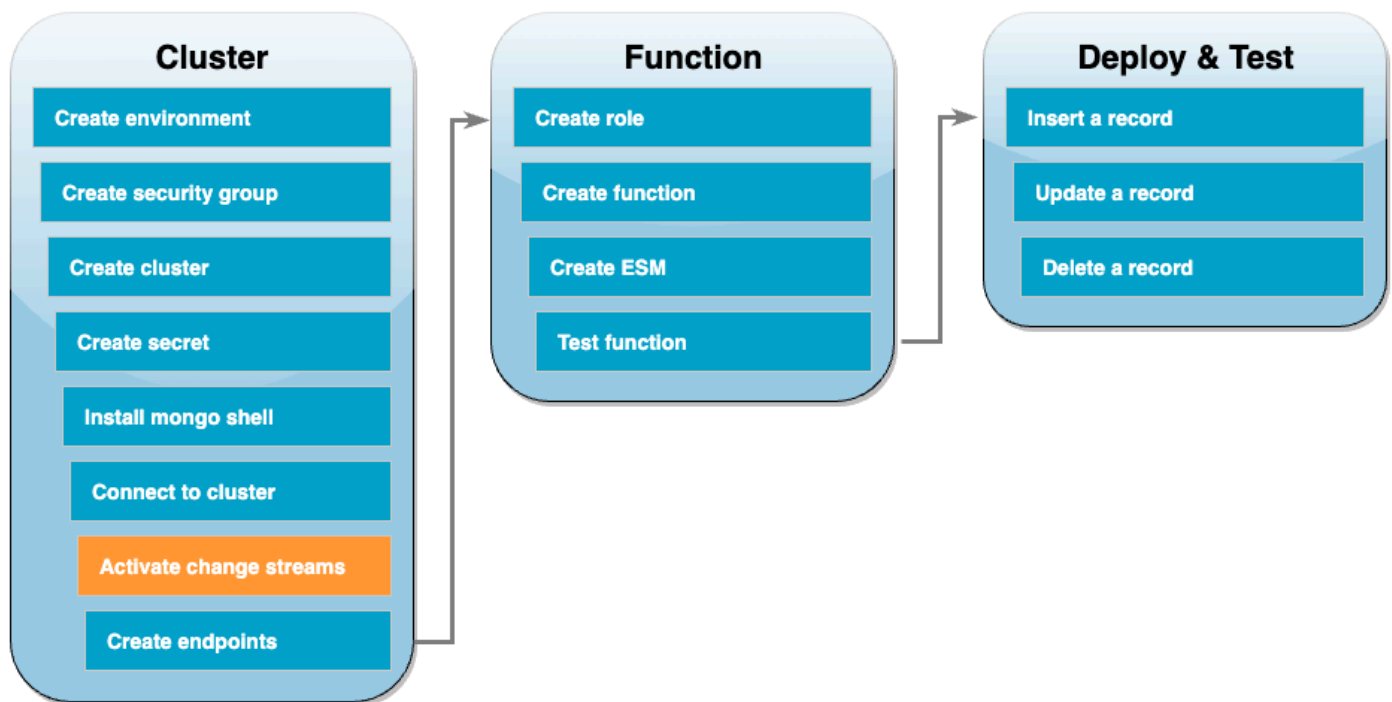 Cluster
Create environment
Create security group
Create cluster
Create secret
Install mongo shell
Connect to cluster
Activate change streams
Create endpoints
Function
Create role
Create function
Create ESM
Test function
Deploy & Test
Insert a record
Update a record
Delete a record